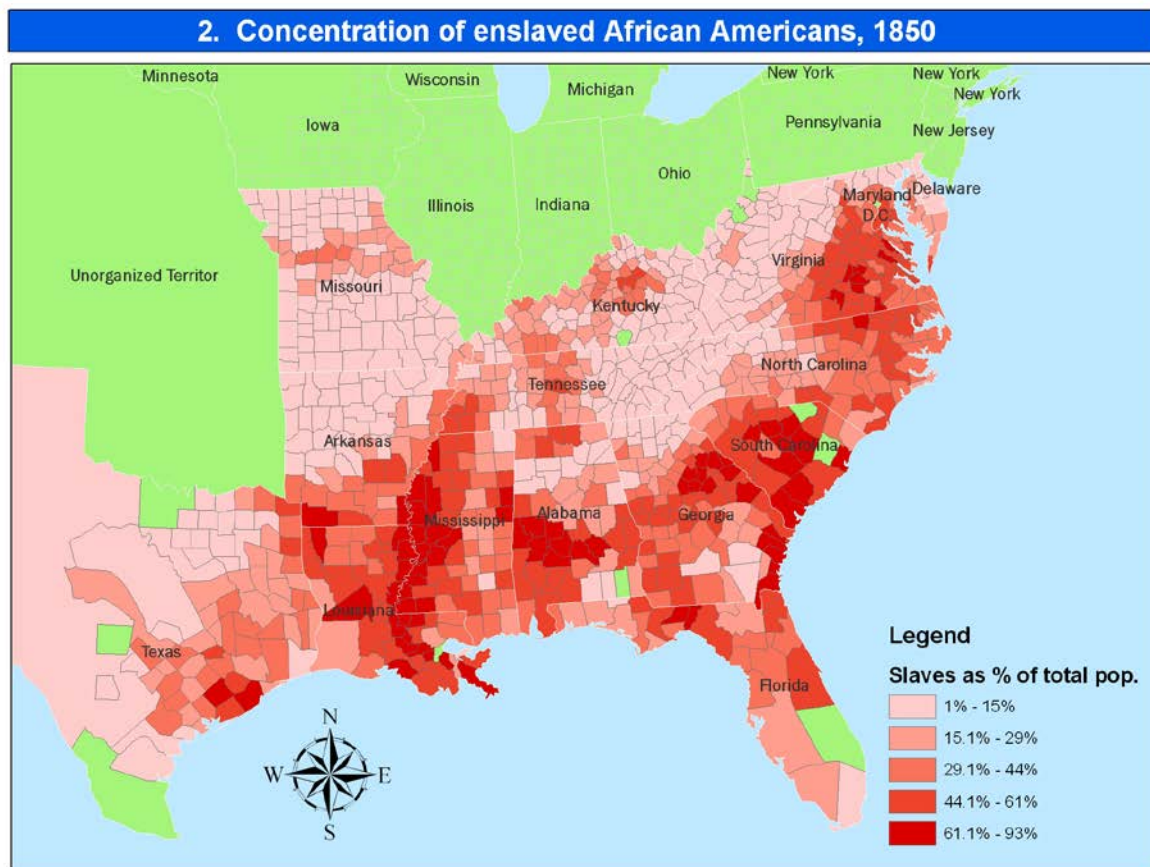 2. Concentration of enslaved African Americans, 1850
Minnesota
Wisconsin
Michigan
New York
New York
New York
Iowa
Pennsylvania
New Jersey
Ohio
Illinois
Indiana
Maryland
Delaware
D.C.
Unorganized Territor
Missouri
Virginia
Kentucky
North Carolina
Tennessee
Arkansas
South Carolina
Mississippi
Alabama
Georgia
Louisiana
Texas
Florida
Legend
Slaves as % of total pop.
1% - 15%
15.1% - 29%
29.1% - 44%
44.1% - 61%
61.1% - 93%
N
W
E
S